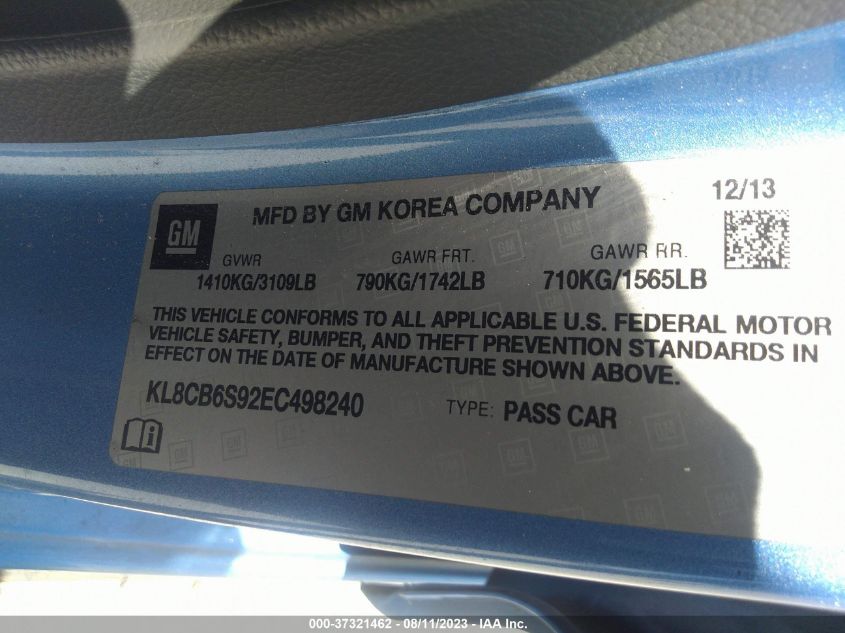 12/13
GM MFD BY GM KOREA COMPANY
GVWR GAWR FRT. GAWR RR.
1410KG/3109LB 790KG/1742LB 710KG/1565LB
THIS VEHICLE CONFORMS TO ALL APPLICABLE U.S. FEDERAL MOTOR
VEHICLE SAFETY, BUMPER, AND THEFT PREVENTION STANDARDS IN
EFFECT ON THE DATE OF MANUFACTURE SHOWN ABOVE.
KL8CB6S92EC498240 TYPE: PASS CAR
000-37321462 - 08/11/2023 - IAA Inc.